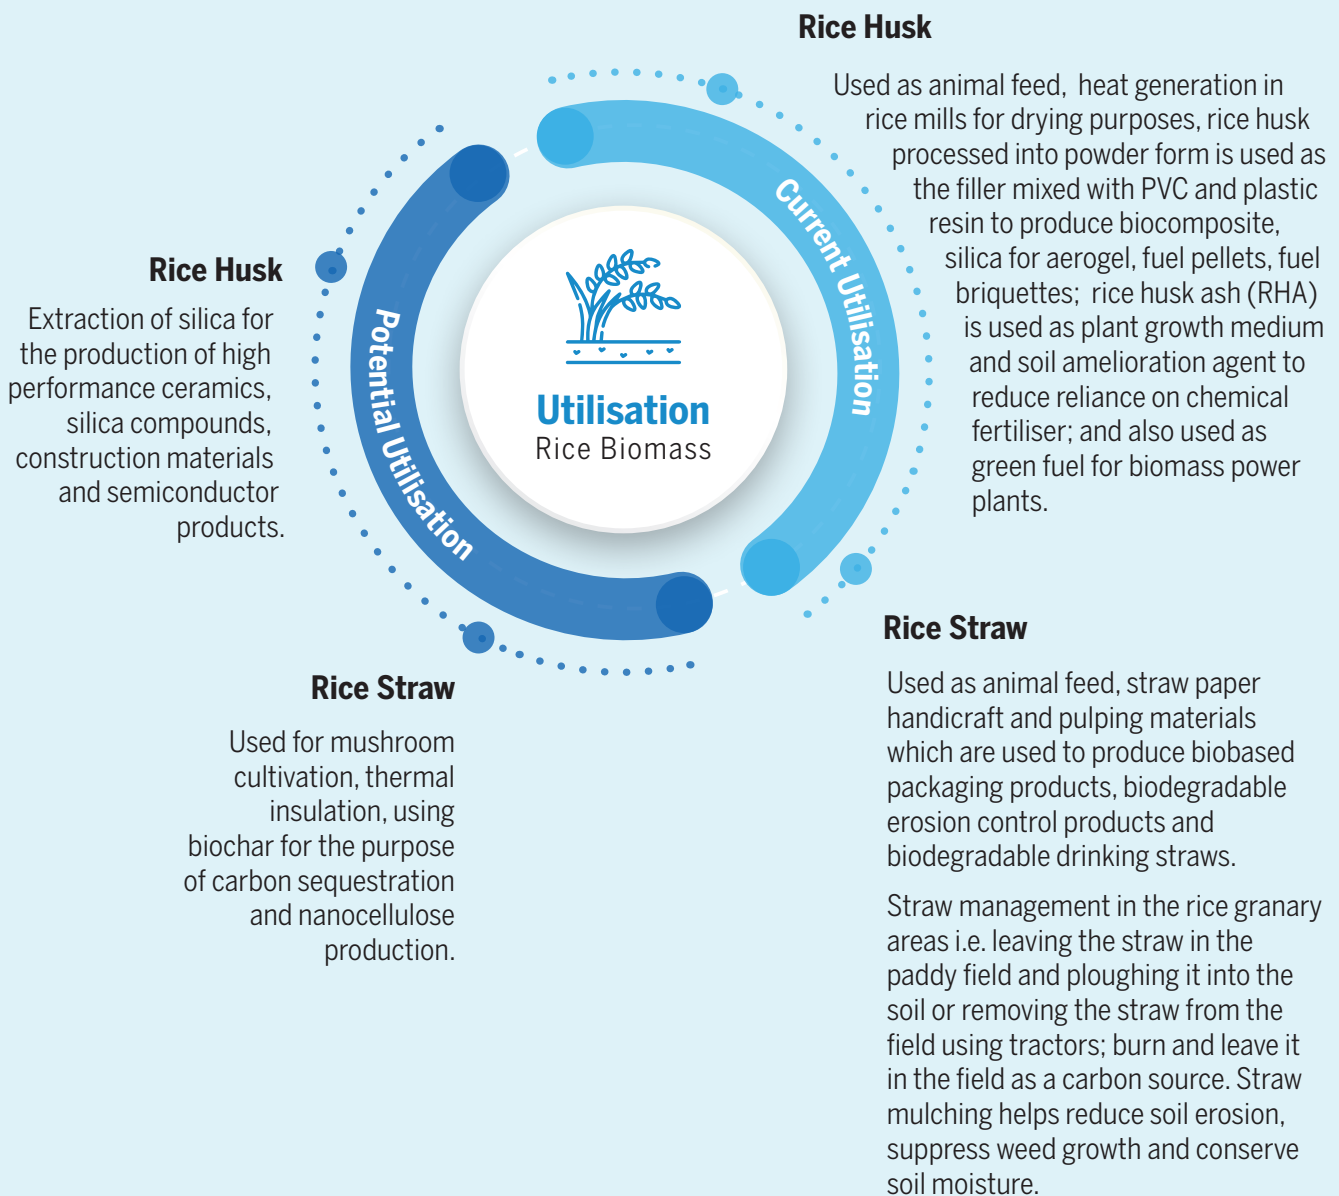 Rice Husk
Used as animal feed, heat generation in
rice mills for drying purposes, rice husk
processed into powder form is used as
the filler mixed with PVC and plastic
resin to produce biocomposite,
silica for aerogel, fuel pellets, fuel
briquettes; rice husk ash (RHA)
is used as plant growth medium
and soil amelioration agent to
reduce reliance on chemical
fertiliser; and also used as
green fuel for biomass power
plants.
Current Utilisation
Rice Husk
Extraction of silica for
the production of high
performance ceramics,
silica compounds,
construction materials
and semiconductor
products.
Potential Utilisation
Utilisation
Rice Biomass
Rice Straw
Used for mushroom
cultivation, thermal
insulation, using
biochar for the purpose
of carbon sequestration
and nanocellulose
production.
Rice Straw
Used as animal feed, straw paper
handicraft and pulping materials
which are used to produce biobased
packaging products, biodegradable
erosion control products and
biodegradable drinking straws.
Straw management in the rice granary
areas i.e. leaving the straw in the
paddy field and ploughing it into the
soil or removing the straw from the
field using tractors; burn and leave it
in the field as a carbon source. Straw
mulching helps reduce soil erosion,
suppress weed growth and conserve
soil moisture.